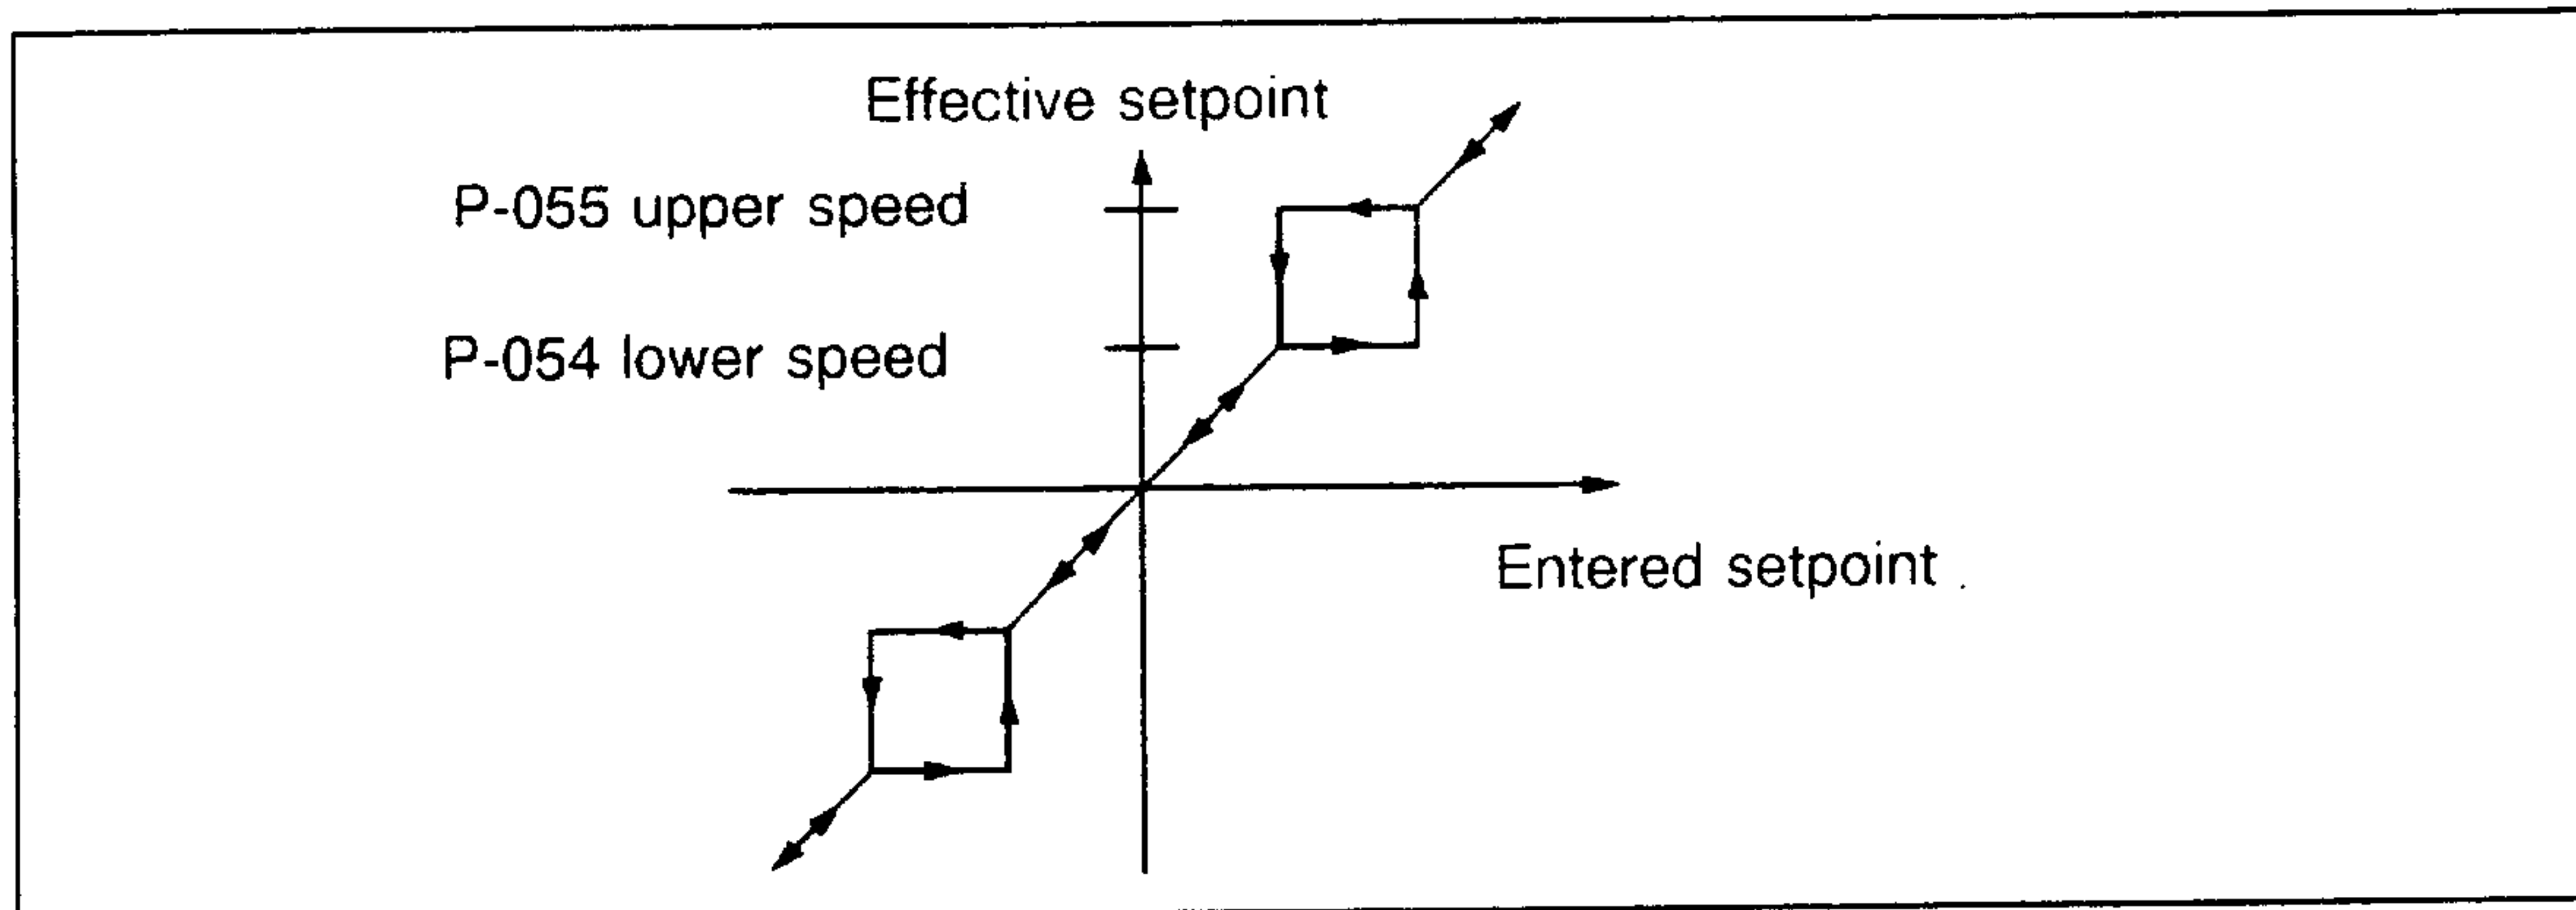 Effective setpoint
P-055 upper speed
P-054 lower speed
Entered setpoint